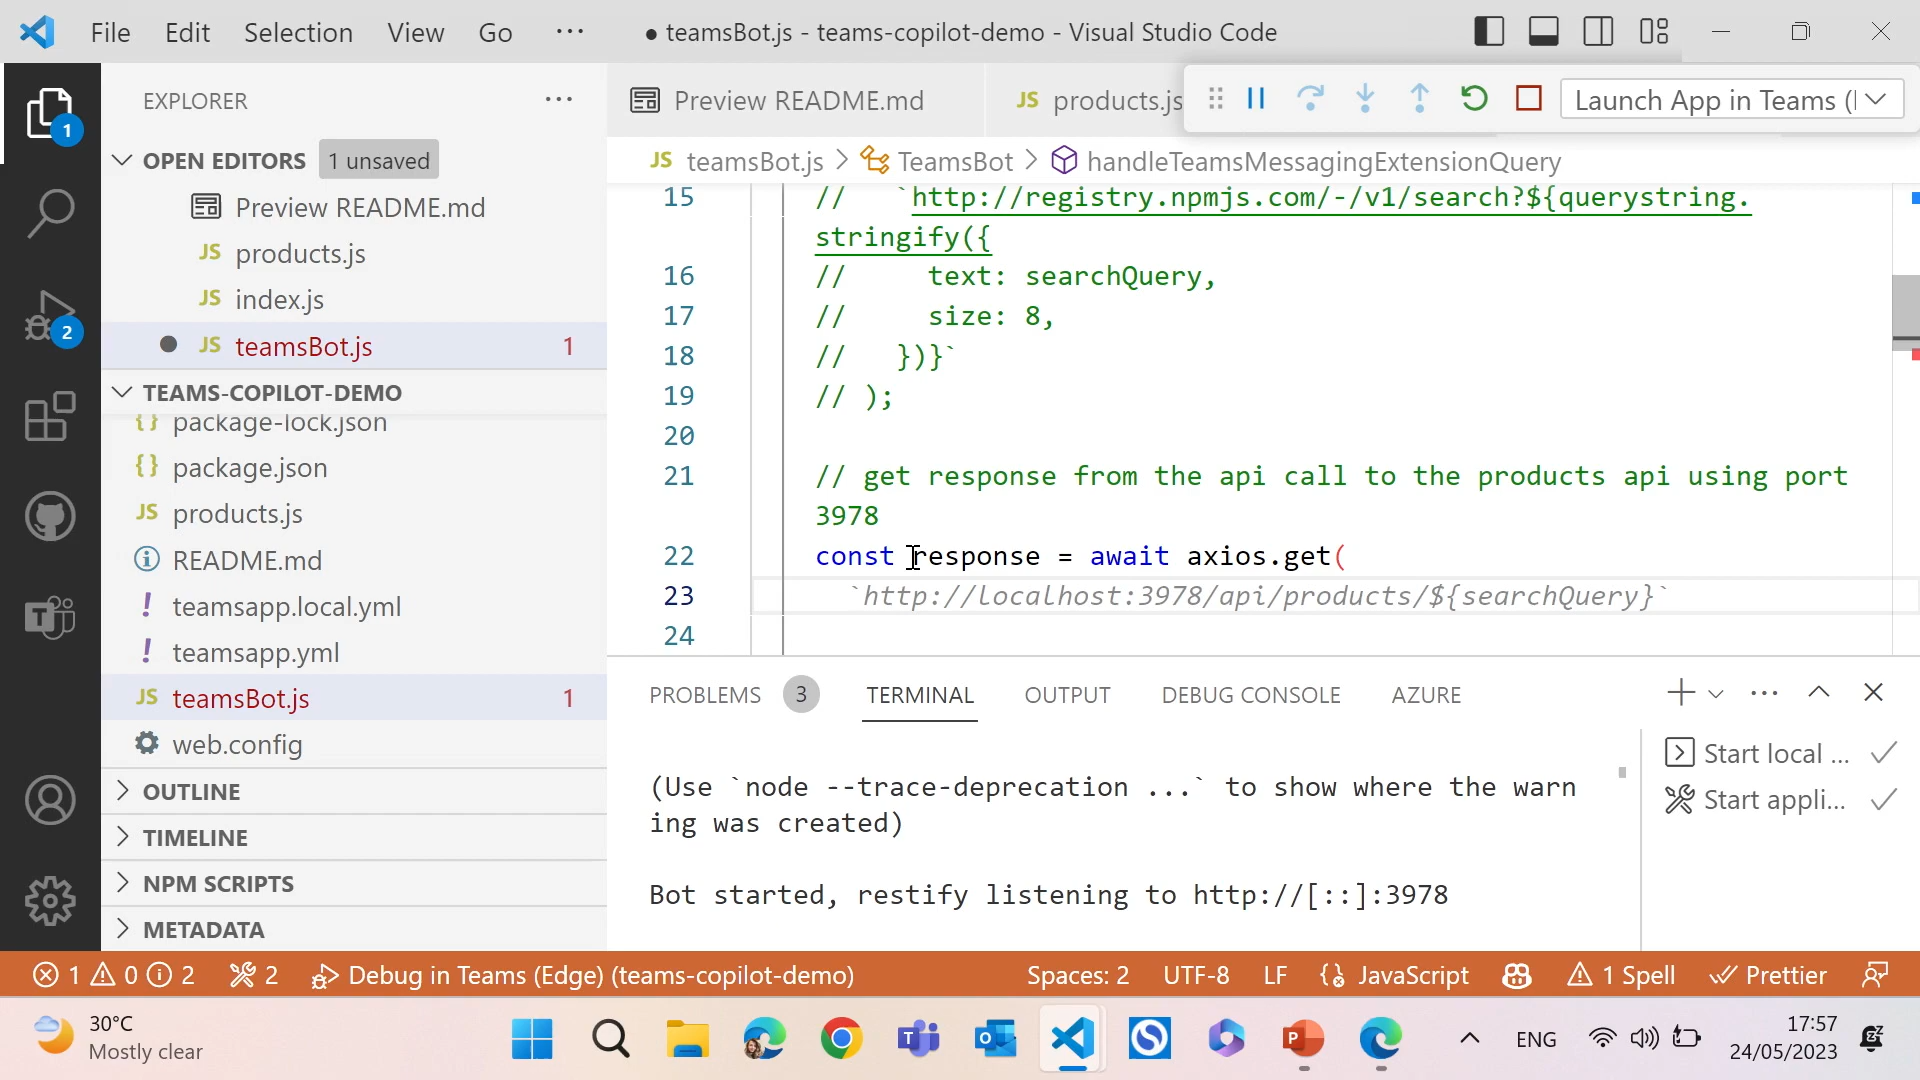 File Edit Selection View Go ··· ● teamsBot.js - teams-copilot-demo - Visual Studio Code
EXPLORER ···
1
OPEN EDITORS 1 unsaved
Preview README.md
JS products.js
JS index.js
● JS teamsBot.js 1
2
TEAMS-COPILOT-DEMO
{} package-lock.json
{} package.json
JS products.js
README.md
! teamsapp.local.yml
! teamsapp.yml
JS teamsBot.js 1
web.config
OUTLINE
TIMELINE
NPM SCRIPTS
METADATA
Preview README.md JS products.js
Launch App in Teams (
JS teamsBot.js > TeamsBot > handleTeamsMessagingExtensionQuery
15 // `http://registry.npmjs.com/-/v1/search?${querystring.
stringify({
16 // text: searchQuery,
17 // size: 8,
18 // })}`
19 // );
20
21 // get response from the api call to the products api using port
3978
22 const response = await axios.get(
23 `http://localhost:3978/api/products/${searchQuery}`
24
PROBLEMS 3 TERMINAL OUTPUT DEBUG CONSOLE AZURE
(Use `node --trace-deprecation ...` to show where the warn
ing was created)
Bot started, restify listening to http://[::]:3978
Start local ...
Start appli...
1 0 2 2 Debug in Teams (Edge) (teams-copilot-demo) Spaces: 2 UTF-8 LF {} JavaScript 1 Spell Prettier
30°C
Mostly clear
ENG
17:57
24/05/2023